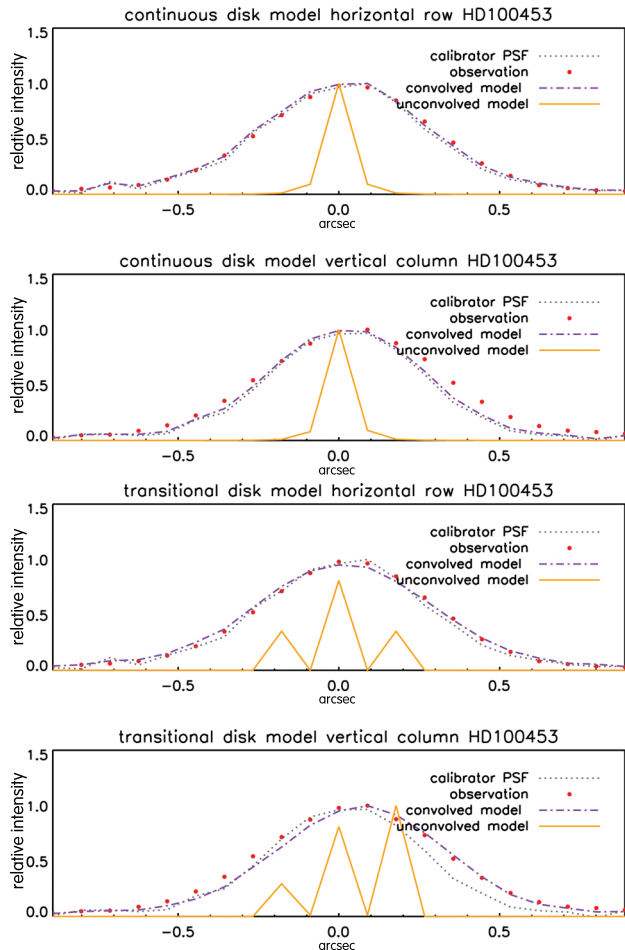 continuous disk model horizontal row HD100453
1.5
1.0
0.5
0.0
relative intensity
calibrator PSF
observation
convolved model
unconvolved model
−0.5 0.0 0.5
arcsec
continuous disk model vertical column HD100453
1.5
1.0
0.5
0.0
relative intensity
calibrator PSF
observation
convolved model
unconvolved model
−0.5 0.0 0.5
arcsec
transitional disk model horizontal row HD100453
1.5
1.0
0.5
0.0
relative intensity
calibrator PSF
observation
convolved model
unconvolved model
−0.5 0.0 0.5
arcsec
transitional disk model vertical column HD100453
1.5
1.0
0.5
0.0
relative intensity
calibrator PSF
observation
convolved model
unconvolved model
−0.5 0.0 0.5
arcsec